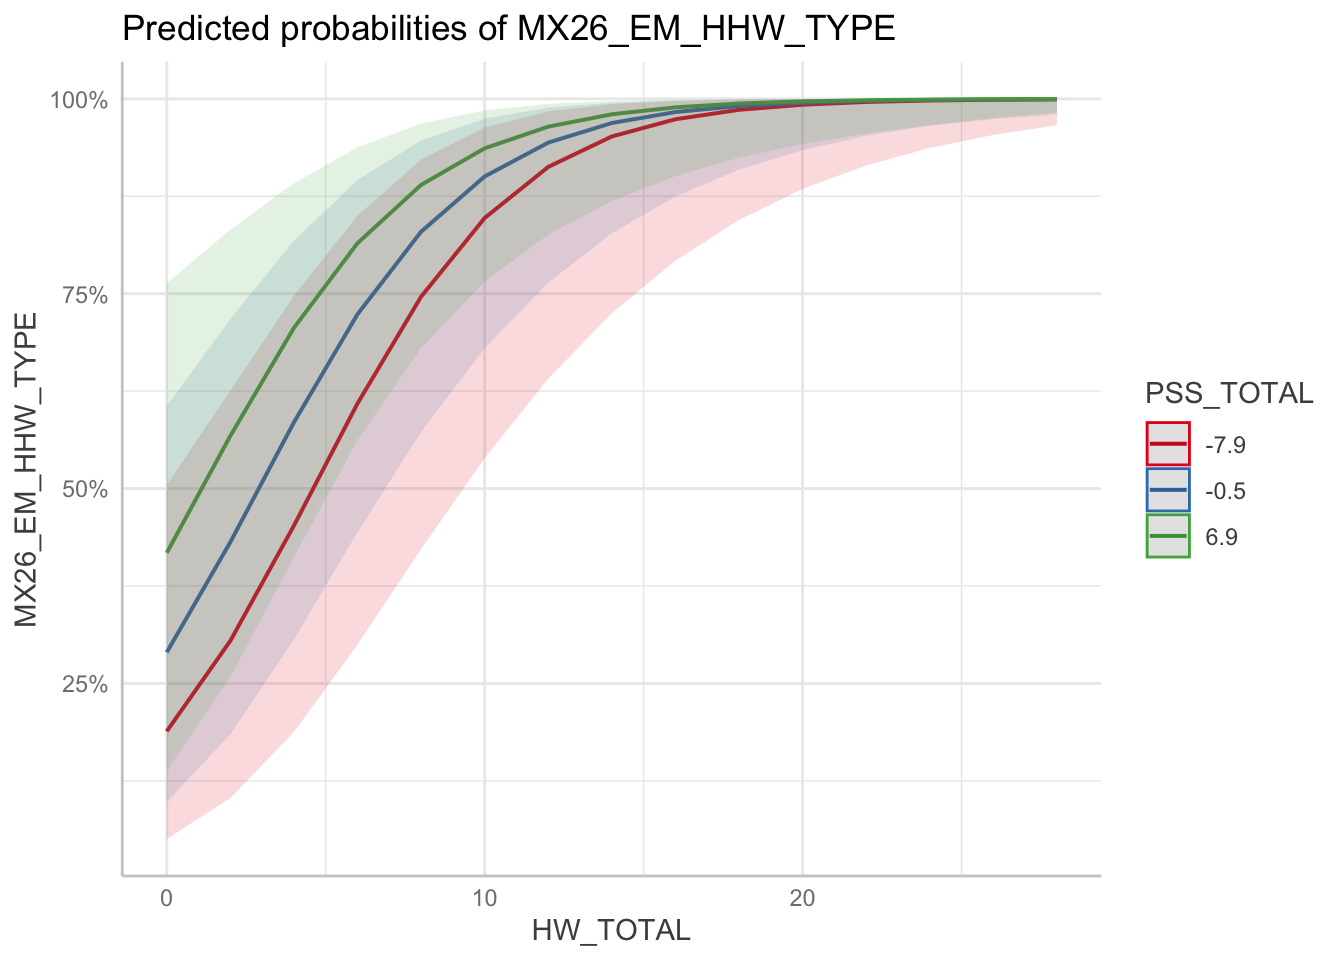 Predicted probabilities of MX26_EM_HHW_TYPE
100%
75%
50%
25%
MX26_EM_HHW_TYPE
0
10
20
HW_TOTAL
PSS_TOTAL
-7.9
-0.5
6.9